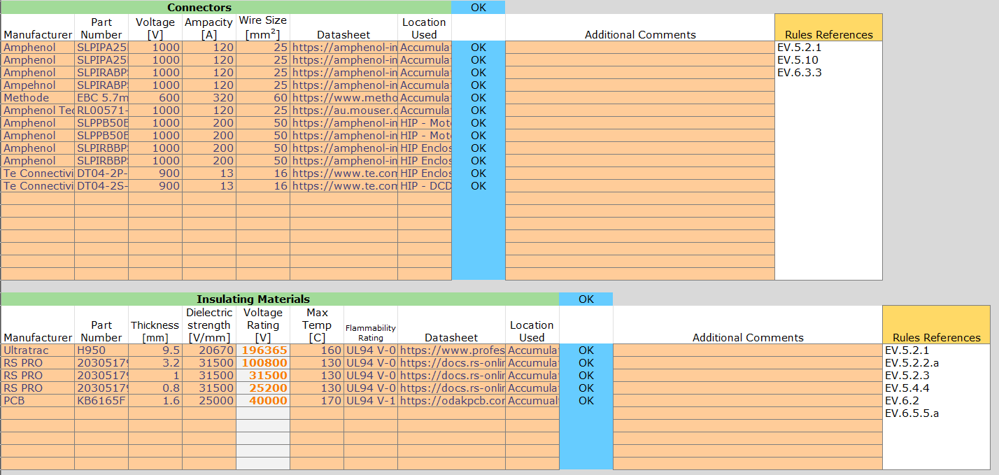 Connectors OK
Manufacturer Part Number Voltage [V] Ampacity [A] Wire Size [mm²] Datasheet Location Used Additional Comments Rules References
Amphenol SLPIPA25 1000 120 25 https://amphenol-in Accumula OK EV.5.2.1
Amphenol SLPIPA25 1000 120 25 https://amphenol-in Accumula OK EV.5.10
Amphenol SLPIRABP 1000 120 25 https://amphenol-in Accumula OK EV.6.3.3
Ampehnol SLPIRABP 1000 120 25 https://amphenol-in Accumula OK
Methode EBC 5.7m 600 320 60 https://www.metho Accumula OK
Amphenol Tec RL00571- 1000 120 25 https://au.mouser.c Accumula OK
Amphenol SLPPB50B 1000 200 50 https://amphenol-in HIP - Mot OK
Amphenol SLPPB50B 1000 200 50 https://amphenol-in HIP - Mot OK
Amphenol SLPIRBBP 1000 200 50 https://amphenol-in HIP Enclos OK
Amphenol SLPIRBBP 1000 200 50 https://amphenol-in HIP Enclos OK
Te Connectivi DT04-2P- 900 13 16 https://www.te.com HIP Enclos OK
Te Connectivi DT04-2S- 900 13 16 https://www.te.com HIP - DCD OK
Insulating Materials OK
Manufacturer Part Number Thickness [mm] Dielectric strength [V/mm] Voltage Rating [V] Max Temp [C] Flammability Rating Datasheet Location Used Additional Comments Rules References
Ultratrac H950 9.5 20670 196365 160 UL94 V-0 https://www.profes Accumula OK EV.5.2.1
RS PRO 2030517 3.2 31500 100800 130 UL94 V-0 https://docs.rs-onlin Accumula OK EV.5.2.2.a
RS PRO 2030517 1 31500 31500 130 UL94 V-0 https://docs.rs-onlin Accumula OK EV.5.2.3
RS PRO 2030517 0.8 31500 25200 130 UL94 V-0 https://docs.rs-onlin Accumula OK EV.5.4.4
PCB KB6165F 1.6 25000 40000 170 UL94 V-1 https://odakpcb.com Accumual OK EV.6.2
EV.6.5.5.a